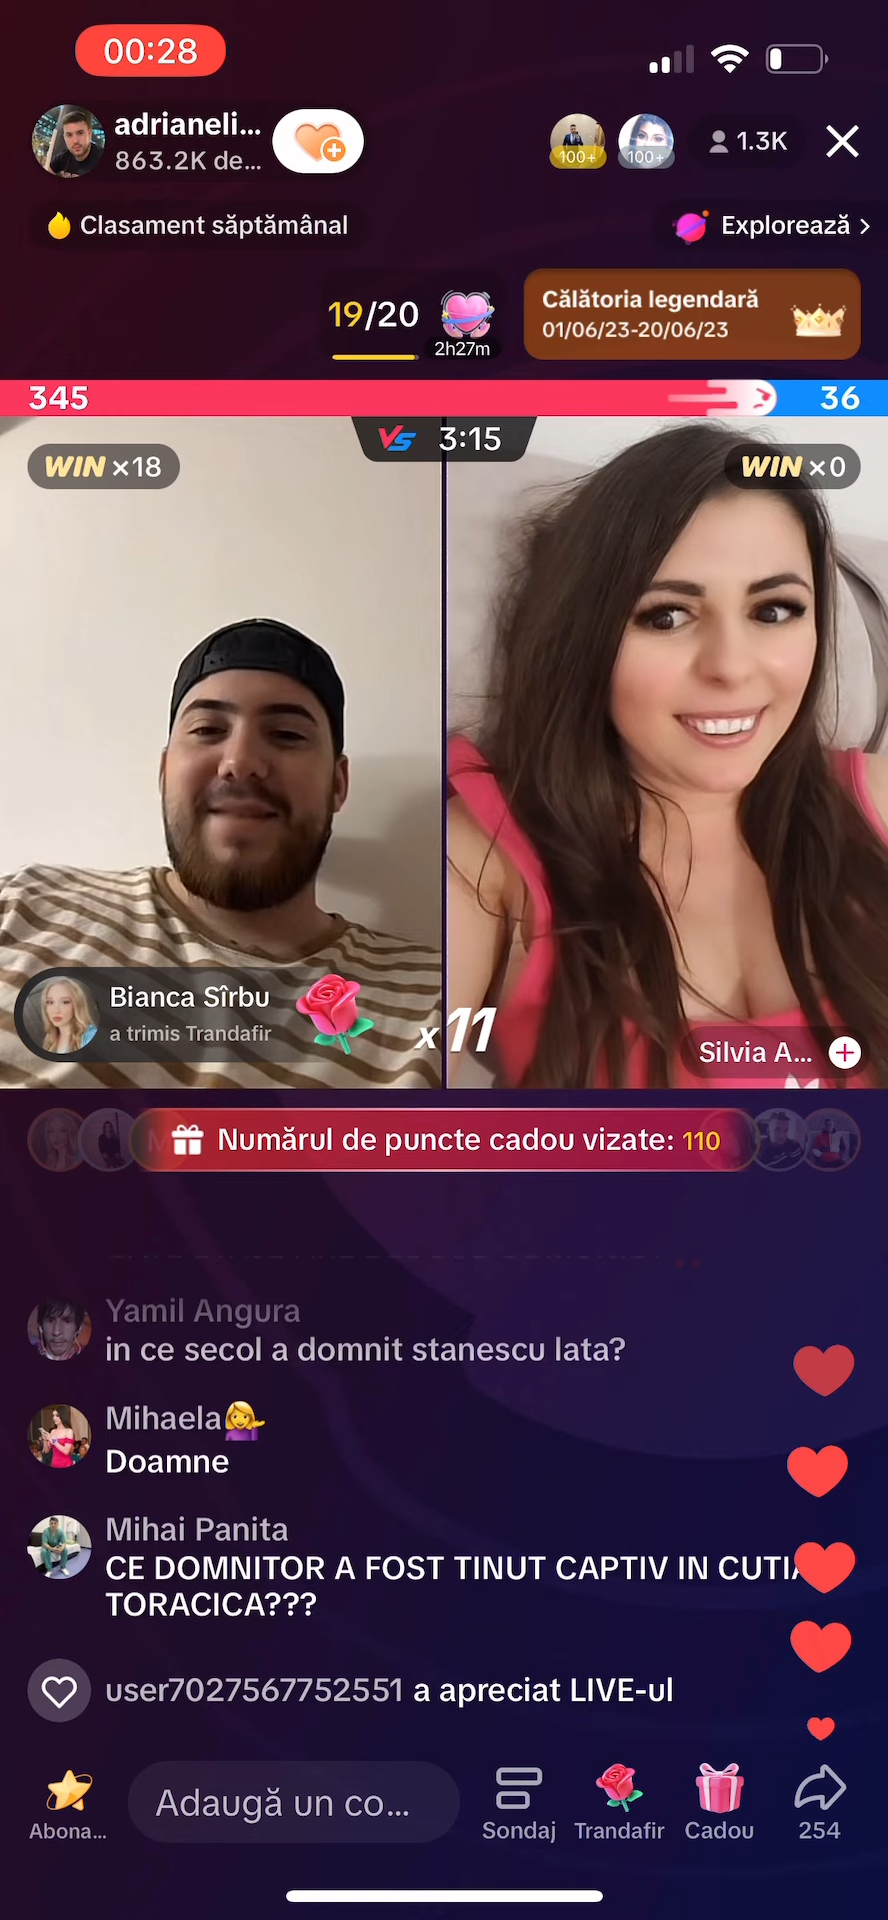 00:28
adrianeli...
863.2K de...
100+
100+
1.3K
Clasament săptămânal
Explorează >
19/20
2h27m
Călătoria legendară
01/06/23-20/06/23
345
36
VS 3:15
WIN ×18
WIN ×0
Bianca Sîrbu
a trimis Trandafir
x11
Silvia A...
Numărul de puncte cadou vizate: 110
Yamil Angura
in ce secol a domnit stanescu lata?
Mihaela
Doamne
Mihai Panita
CE DOMNITOR A FOST TINUT CAPTIV IN CUTIA
TORACICA???
user7027567752551 a apreciat LIVE-ul
Abona...
Adaugă un co...
Sondaj
Trandafir
Cadou
254